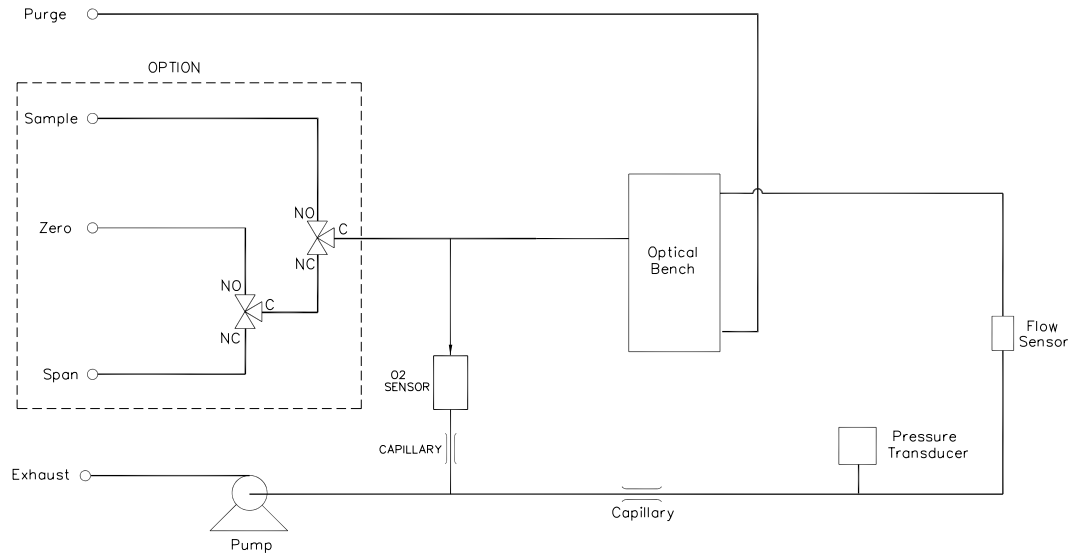 Purge
OPTION
Sample
NO
C
NC
Zero
NO
C
NC
Span
Optical
Bench
Flow
Sensor
O2
SENSOR
CAPILLARY
Pressure
Transducer
Exhaust
Capillary
Pump